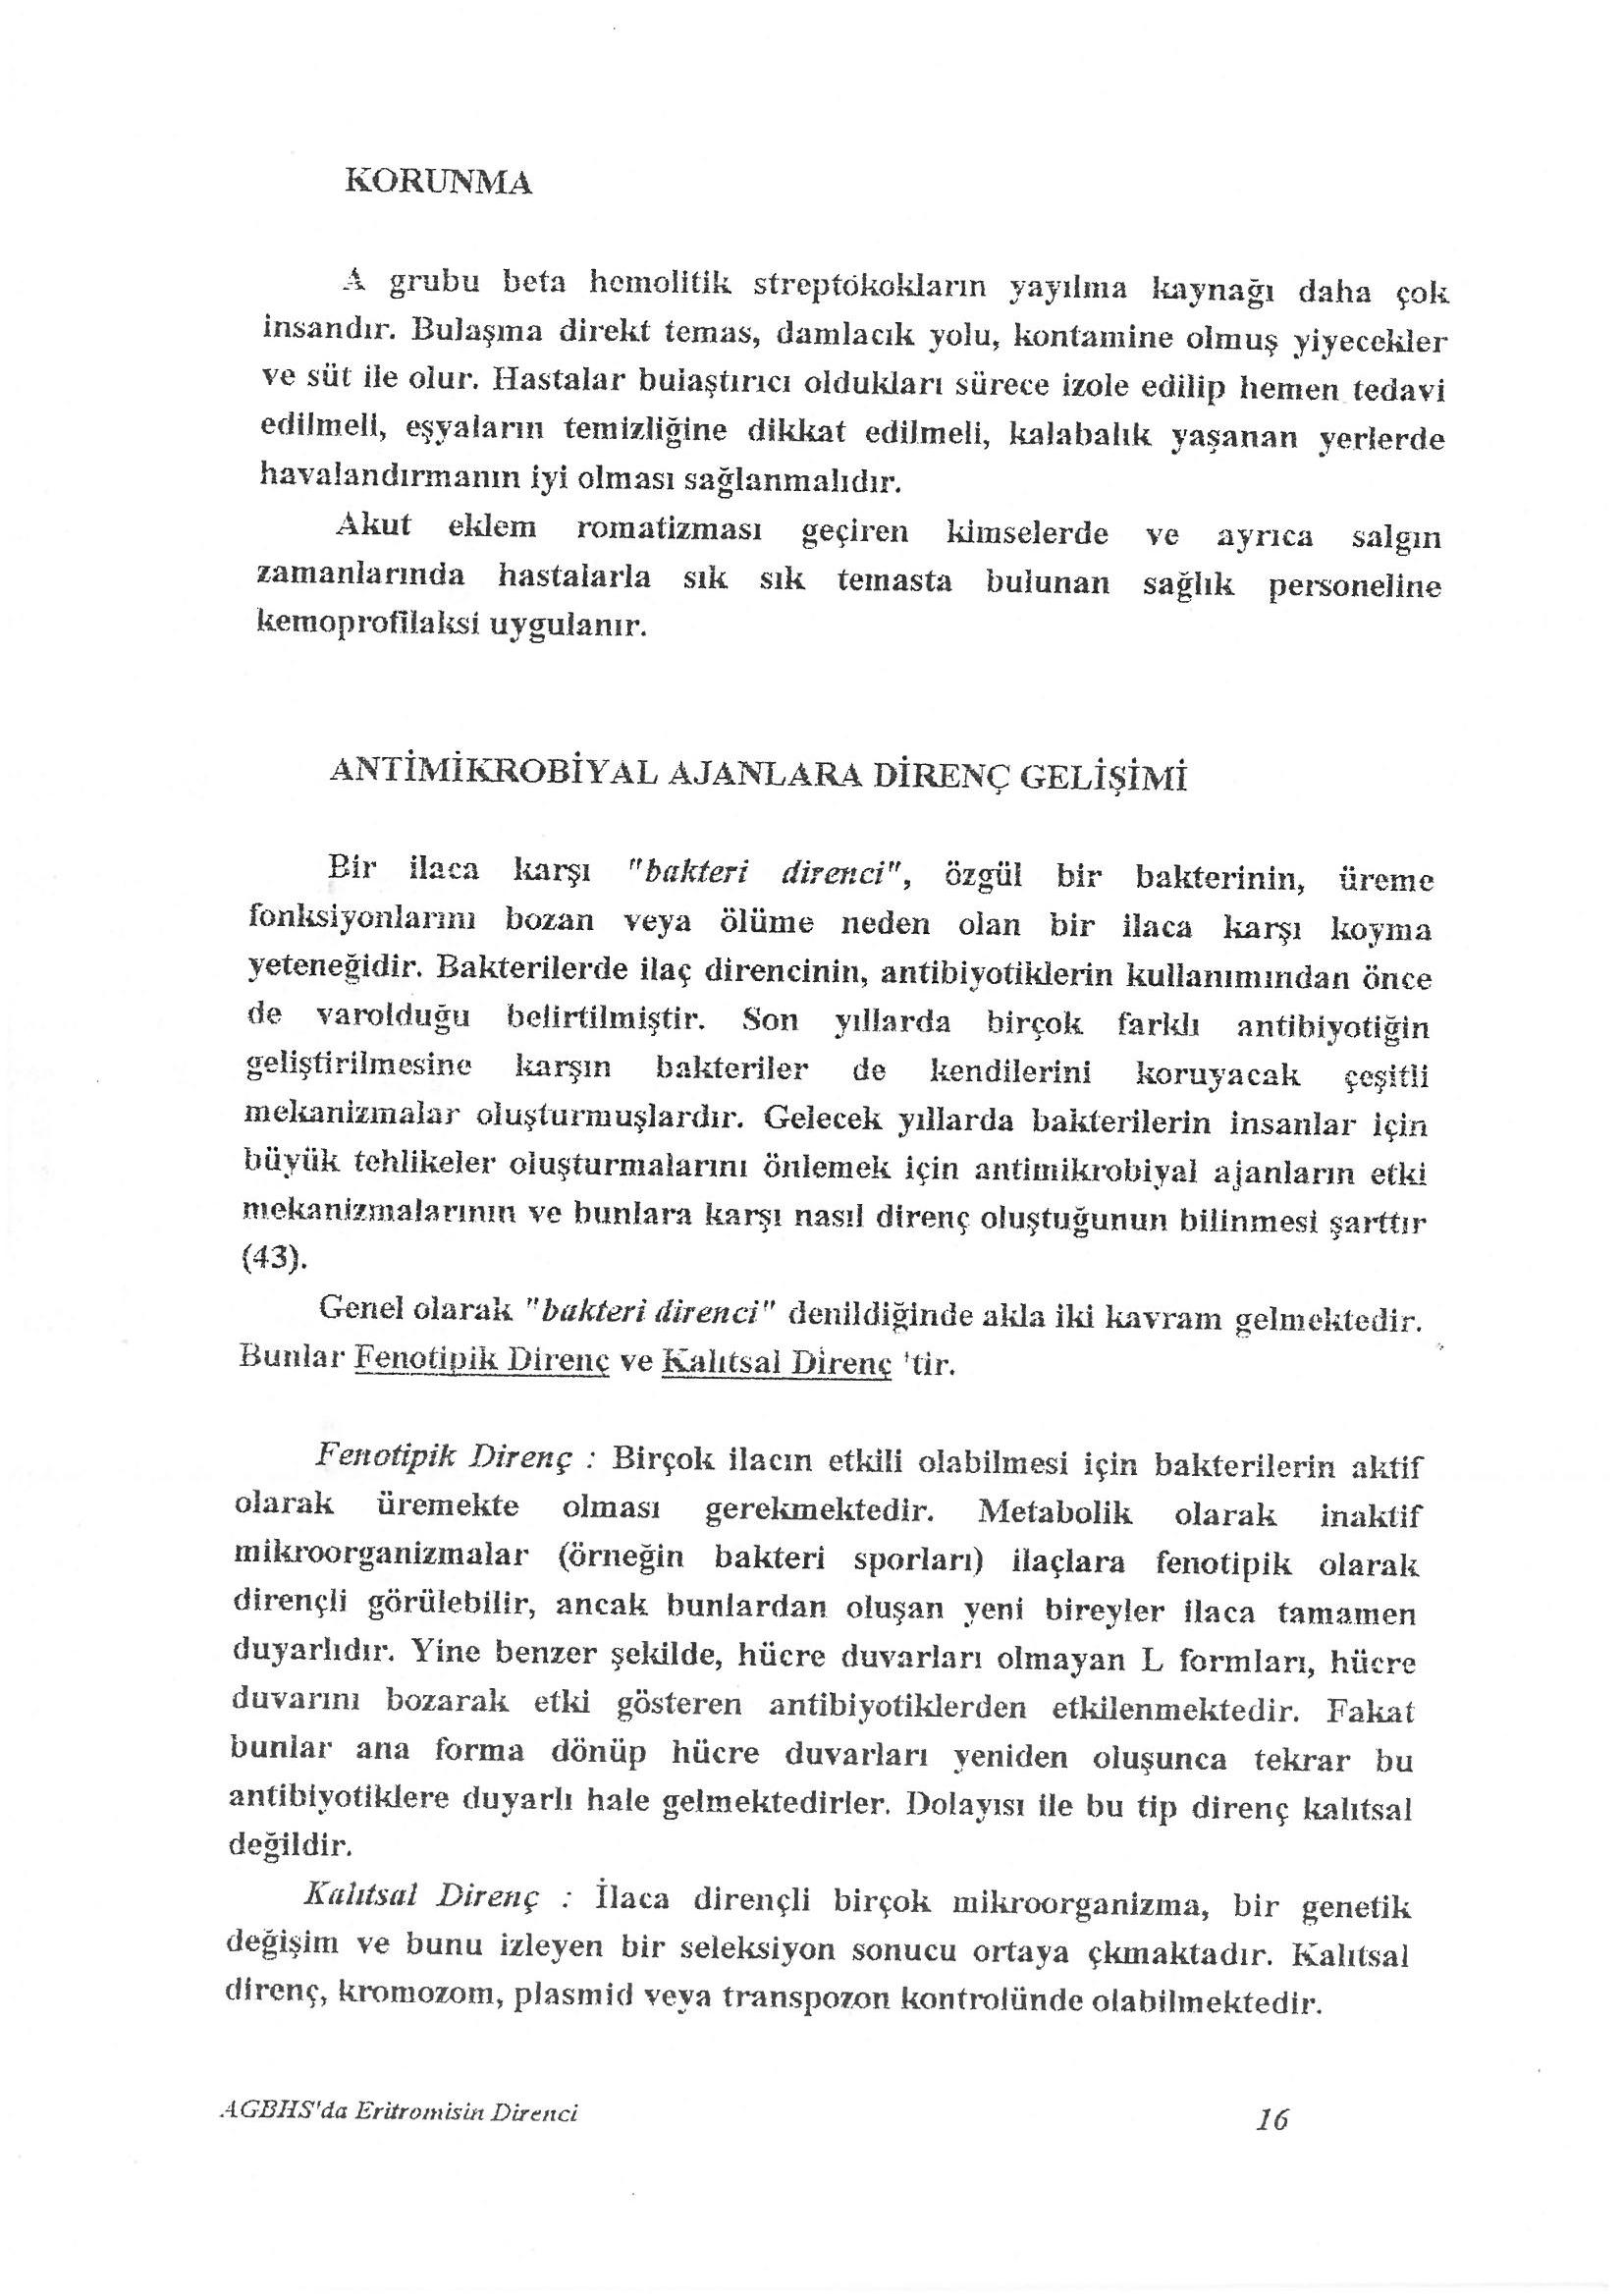 KORUNMA
A grubu beta hemolitik streptokokların yayılma kaynağı daha çok
insandır. Bulaşma direkt temas, damlacık yolu, kontamine olmuş yiyecekler
ve süt ile olur. Hastalar bulaştırıcı oldukları sürece izole edilip hemen tedavi
edilmeli, eşyaların temizliğine dikkat edilmeli, kalabalık yaşanan yerlerde
havalandırmanın iyi olması sağlanmalıdır.
Akut eklem romatizması geçiren kimselerde ve ayrıca salgın
zamanlarında hastalarla sık sık temasta bulunan sağlık personeline
kemoprofilaksi uygulanır.
ANTİMİKROBİYAL AJANLARA DİRENÇ GELİŞİMİ
Bir ilaca karşı "bakteri direnci", özgül bir bakterinin, üreme
fonksiyonlarını bozan veya ölüme neden olan bir ilaca karşı koyma
yeteneğidir. Bakterilerde ilaç direncinin, antibiyotiklerin kullanımından önce
de varolduğu belirtilmiştir. Son yıllarda birçok farklı antibiyotiğin
geliştirilmesine karşın bakteriler de kendilerini koruyacak çeşitli
mekanizmalar oluşturmuşlardır. Gelecek yıllarda bakterilerin insanlar için
büyük tehlikeler oluşturmalarını önlemek için antimikrobiyal ajanların etki
mekanizmalarının ve bunlara karşı nasıl direnç oluştuğunun bilinmesi şarttır
(43).
Genel olarak "bakteri direnci" denildiğinde akla iki kavram gelmektedir.
Bunlar Fenotipik Direnç ve Kalıtsal Direnç 'tir.
Fenotipik Direnç : Birçok ilacın etkili olabilmesi için bakterilerin aktif
olarak üremekte olması gerekmektedir. Metabolik olarak inaktif
mikroorganizmalar (örneğin bakteri sporları) ilaçlara fenotipik olarak
dirençli görülebilir, ancak bunlardan oluşan yeni bireyler ilaca tamamen
duyarlıdır. Yine benzer şekilde, hücre duvarları olmayan L formları, hücre
duvarını bozarak etki gösteren antibiyotiklerden etkilenmektedir. Fakat
bunlar ana forma dönüp hücre duvarları yeniden oluşunca tekrar bu
antibiyotiklere duyarlı hale gelmektedirler. Dolayısı ile bu tip direnç kalıtsal
değildir.
Kalıtsal Direnç : İlaca dirençli birçok mikroorganizma, bir genetik
değişim ve bunu izleyen bir seleksiyon sonucu ortaya çkmaktadır. Kalıtsal
direnç, kromozom, plasmid veya transpozon kontrolünde olabilmektedir.
AGBHS'da Eritromisin Direnci 16